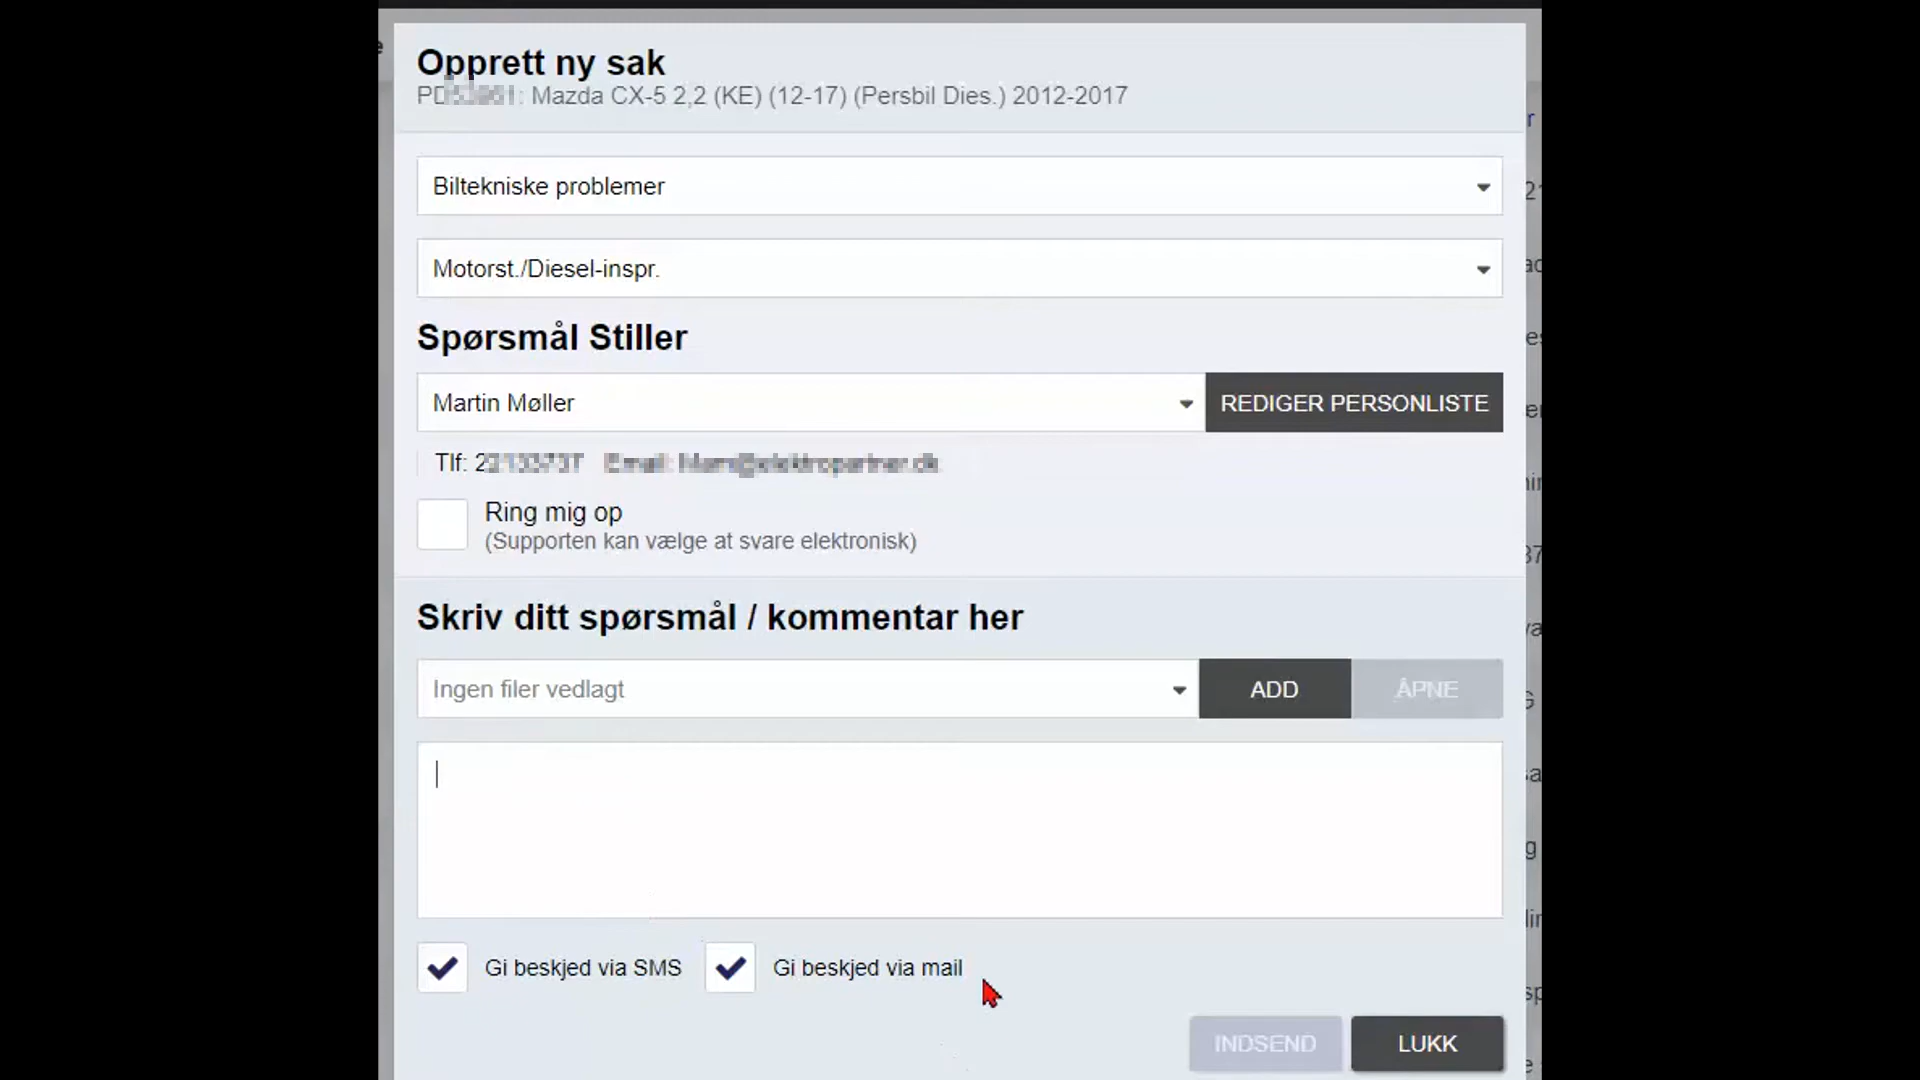 Opprett ny sak
Mazda CX-5 2,2 (KE) (12-17) (Persbil Dies.) 2012-2017
Biltekniske problemer
Motorst./Diesel-inspr.
Spørsmål Stiller
Martin Møller
REDIGER PERSONLISTE
Tlf:
Ring mig op
(Supporten kan vælge at svare elektronisk)
Skriv ditt spørsmål / kommentar her
Ingen filer vedlagt
ADD
ÅPNE
Gi beskjed via SMS
Gi beskjed via mail
INDSEND
LUKK